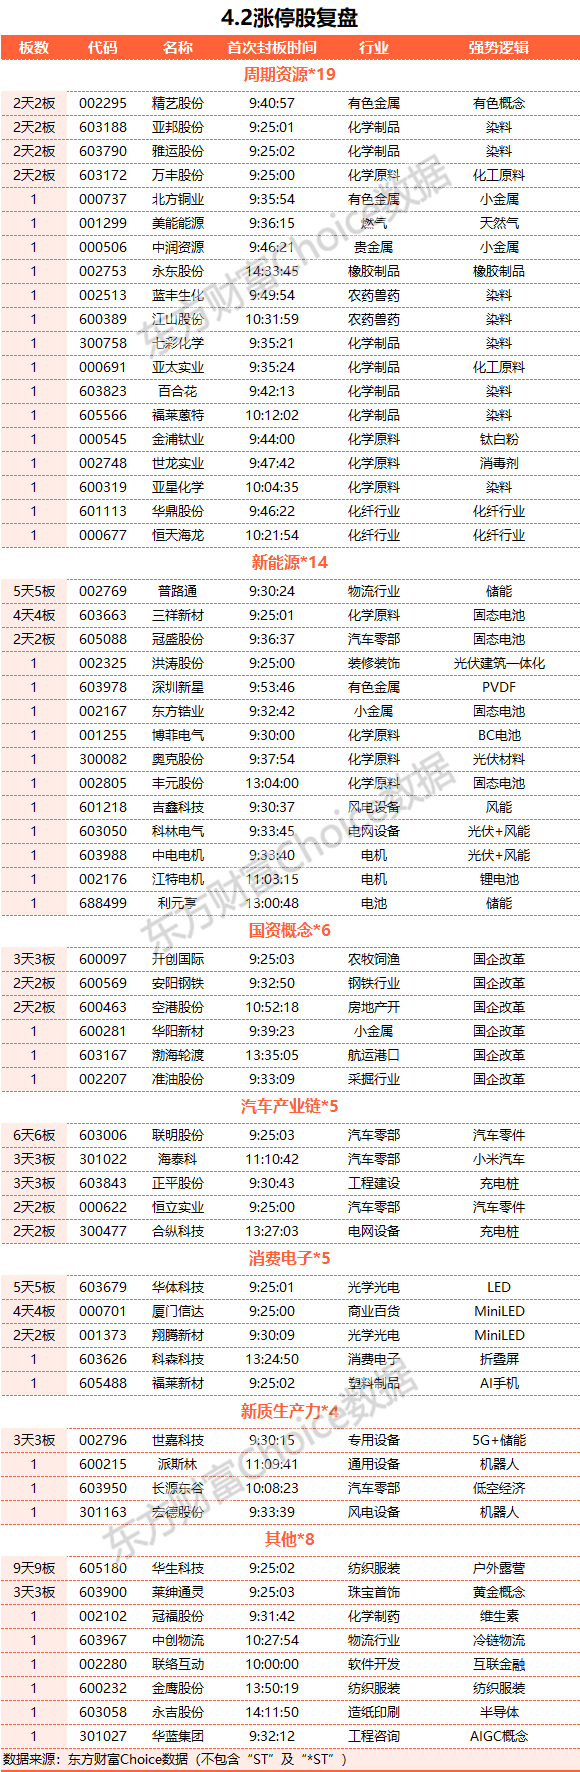 4.2涨停股复盘
板数 代码 名称 首次封板时间 行业 强势逻辑
周期资源*19
2天2板 002295 精艺股份 9:40:57 有色金属 有色概念
2天2板 603188 亚邦股份 9:25:01 化学制品 染料
2天2板 603790 雅运股份 9:25:02 化学制品 染料
2天2板 603172 万丰股份 9:25:00 化学原料 化工原料
1 000737 北方铜业 9:35:54 有色金属 小金属
1 001299 美能能源 9:36:15 燃气 天然气
1 000506 中润资源 9:46:21 贵金属 小金属
1 002753 永东股份 14:33:45 橡胶制品 橡胶制品
1 002513 蓝丰生化 9:49:54 农药兽药 染料
1 600389 江山股份 10:31:59 农药兽药 染料
1 300758 七彩化学 9:35:21 化学制品 染料
1 000691 亚太实业 9:35:24 化学制品 化工原料
1 603823 百合花 9:42:13 化学制品 染料
1 605566 福莱蒽特 10:12:02 化学制品 染料
1 000545 金浦钛业 9:44:00 化学原料 钛白粉
1 002748 世龙实业 9:47:42 化学原料 消毒剂
1 600319 亚星化学 10:04:35 化学原料 染料
1 601113 华鼎股份 9:46:22 化纤行业 化纤行业
1 000677 恒天海龙 10:21:54 化纤行业 化纤行业
新能源*14
5天5板 002769 普路通 9:30:24 物流行业 储能
4天4板 603663 三祥新材 9:25:01 化学原料 固态电池
2天2板 605088 冠盛股份 9:36:37 汽车零部 固态电池
1 002325 洪涛股份 9:25:00 装修装饰 光伏建筑一体化
1 603978 深圳新星 9:53:46 有色金属 PVDF
1 002167 东方锆业 9:32:42 小金属 固态电池
1 001255 博菲电气 9:30:00 化学原料 BC电池
1 300082 奥克股份 9:37:54 化学原料 光伏材料
1 002805 丰元股份 13:04:00 化学原料 固态电池
1 601218 吉鑫科技 9:30:37 风电设备 风能
1 603050 科林电气 9:33:45 电网设备 光伏+风能
1 603988 中电电机 9:33:40 电机 光伏+风能
1 002176 江特电机 11:03:15 电机 锂电池
1 688499 利元亨 13:00:48 电池 储能
国资概念*6
3天3板 600097 开创国际 9:25:03 农牧饲渔 国企改革
2天2板 600569 安阳钢铁 9:32:50 钢铁行业 国企改革
2天2板 600463 空港股份 10:52:18 房地产开 国企改革
1 600281 华阳新材 9:39:23 小金属 国企改革
1 603167 渤海轮渡 13:35:05 航运港口 国企改革
1 002207 准油股份 9:33:09 采掘行业 国企改革
汽车产业链*5
6天6板 603006 联明股份 9:25:03 汽车零部 汽车零件
3天3板 301022 海泰科 11:10:42 汽车零部 小米汽车
3天3板 603843 正平股份 9:30:43 工程建设 充电桩
2天2板 000622 恒立实业 9:25:00 汽车零部 汽车零件
2天2板 300477 合纵科技 13:27:03 电网设备 充电桩
消费电子*5
5天5板 603679 华体科技 9:25:01 光学光电 LED
4天4板 000701 厦门信达 9:25:00 商业百货 MiniLED
2天2板 001373 翔腾新材 9:30:09 光学光电 MiniLED
1 603626 科森科技 13:24:50 消费电子 折叠屏
1 605488 福莱新材 9:25:02 塑料制品 AI手机
新质生产力*4
3天3板 002796 世嘉科技 9:30:15 专用设备 5G+储能
1 600215 派斯林 11:09:41 通用设备 机器人
1 603950 长源东谷 10:08:23 汽车零部 低空经济
1 301163 宏德股份 9:33:39 风电设备 机器人
其他*8
9天9板 605180 华生科技 9:25:02 纺织服装 户外露营
3天3板 603900 莱绅通灵 9:25:03 珠宝首饰 黄金概念
1 002102 冠福股份 9:31:42 化学制药 维生素
1 603967 中创物流 10:27:54 物流行业 冷链物流
1 002280 联络互动 10:00:00 软件开发 互联金融
1 600232 金鹰股份 13:50:19 纺织服装 纺织服装
1 603058 永吉股份 14:11:50 造纸印刷 半导体
1 301027 华蓝集团 9:32:12 工程咨询 AIGC概念
数据来源：东方财富Choice数据（不包含“ST”及“*ST”）
东方财富Choice数据
东方财富Choice数据
东方财富Choice数据